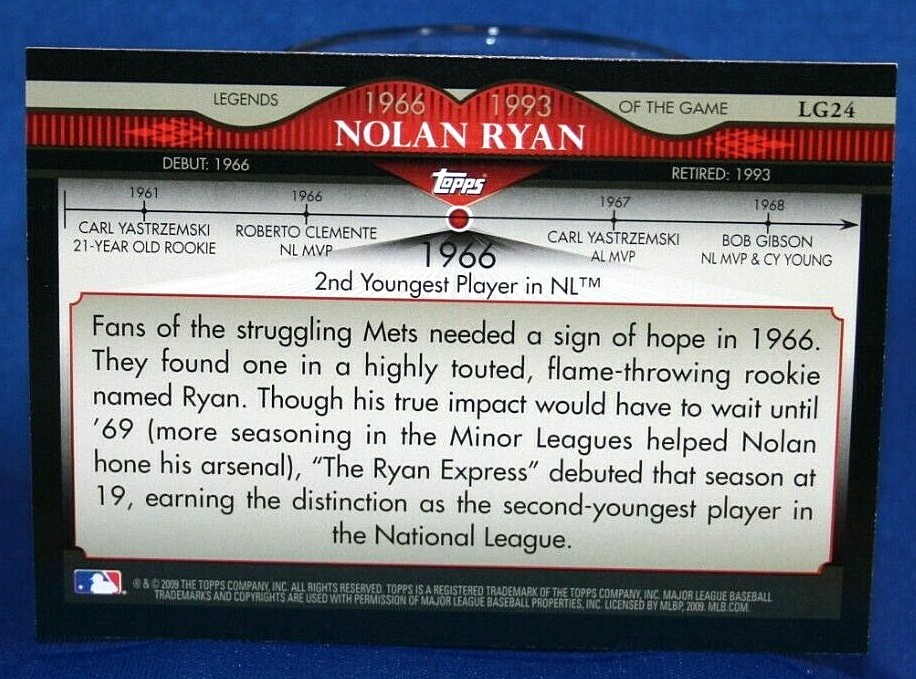 LEGENDS 1966 1993 OF THE GAME LG24
NOLAN RYAN
DEBUT: 1966 RETIRED: 1993
Topps
1961 1966 1967 1968
CARL YASTRZEMSKI ROBERTO CLEMENTE CARL YASTRZEMSKI BOB GIBSON
21-YEAR OLD ROOKIE NL MVP 1966 AL MVP NL MVP & CY YOUNG
2nd Youngest Player in NL™
Fans of the struggling Mets needed a sign of hope in 1966.
They found one in a highly touted, flame-throwing rookie
named Ryan. Though his true impact would have to wait until
'69 (more seasoning in the Minor Leagues helped Nolan
hone his arsenal), "The Ryan Express" debuted that season at
19, earning the distinction as the second-youngest player in
the National League.
® & © 2009 THE TOPPS COMPANY, INC. ALL RIGHTS RESERVED. TOPPS IS A REGISTERED TRADEMARK OF THE TOPPS COMPANY, INC. MAJOR LEAGUE BASEBALL
TRADEMARKS AND COPYRIGHTS ARE USED WITH PERMISSION OF MAJOR LEAGUE BASEBALL PROPERTIES, INC. LICENSED BY MLBP, 2009. MLB.COM.